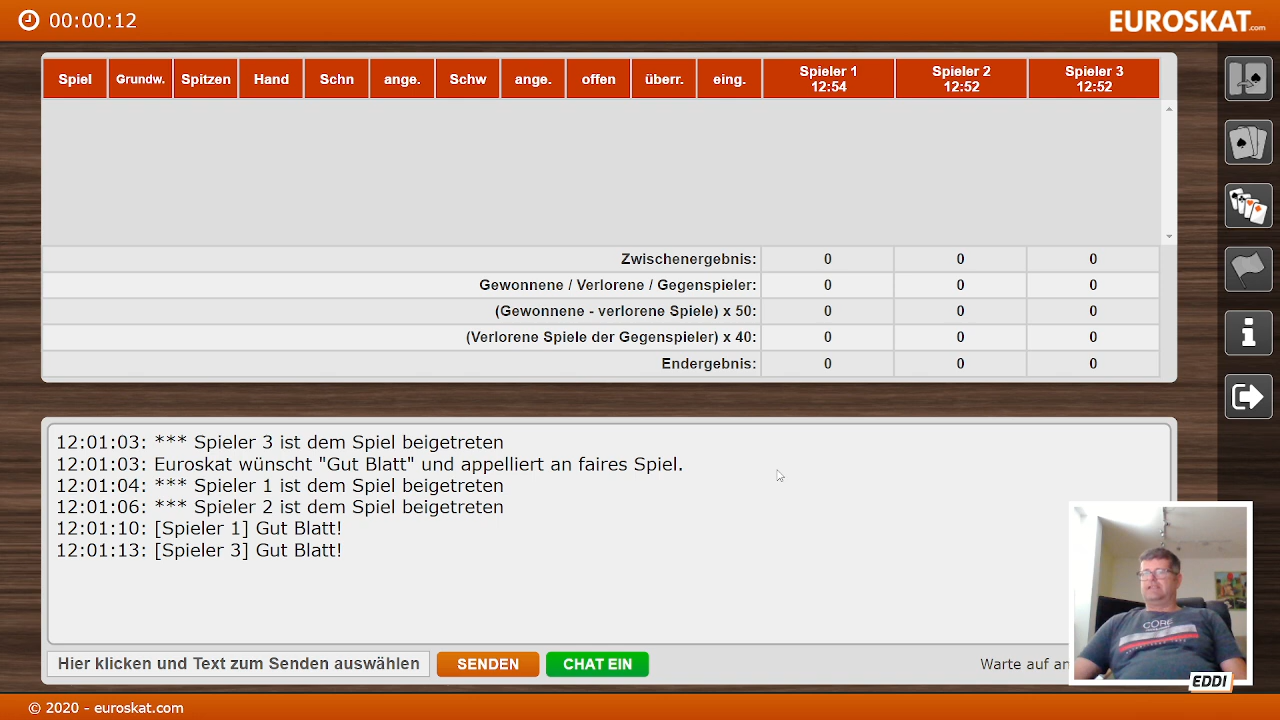 00:00:12
EUROSKAT.com
Spiel Grundw. Spitzen Hand Schn ange. Schw ange. offen überr. eing. Spieler 1 Spieler 2 Spieler 3
12:54 12:52 12:52
Zwischenergebnis: 0 0 0
Gewonnene / Verlorene / Gegenspieler: 0 0 0
(Gewonnene - verlorene Spiele) x 50: 0 0 0
(Verlorene Spiele der Gegenspieler) x 40: 0 0 0
Endergebnis: 0 0 0
12:01:03: *** Spieler 3 ist dem Spiel beigetreten
12:01:03: Euroskat wünscht "Gut Blatt" und appelliert an faires Spiel.
12:01:04: *** Spieler 1 ist dem Spiel beigetreten
12:01:06: *** Spieler 2 ist dem Spiel beigetreten
12:01:10: [Spieler 1] Gut Blatt!
12:01:13: [Spieler 3] Gut Blatt!
Hier klicken und Text zum Senden auswählen SENDEN CHAT EIN Warte auf
CORE
EDDI
© 2020 - euroskat.com